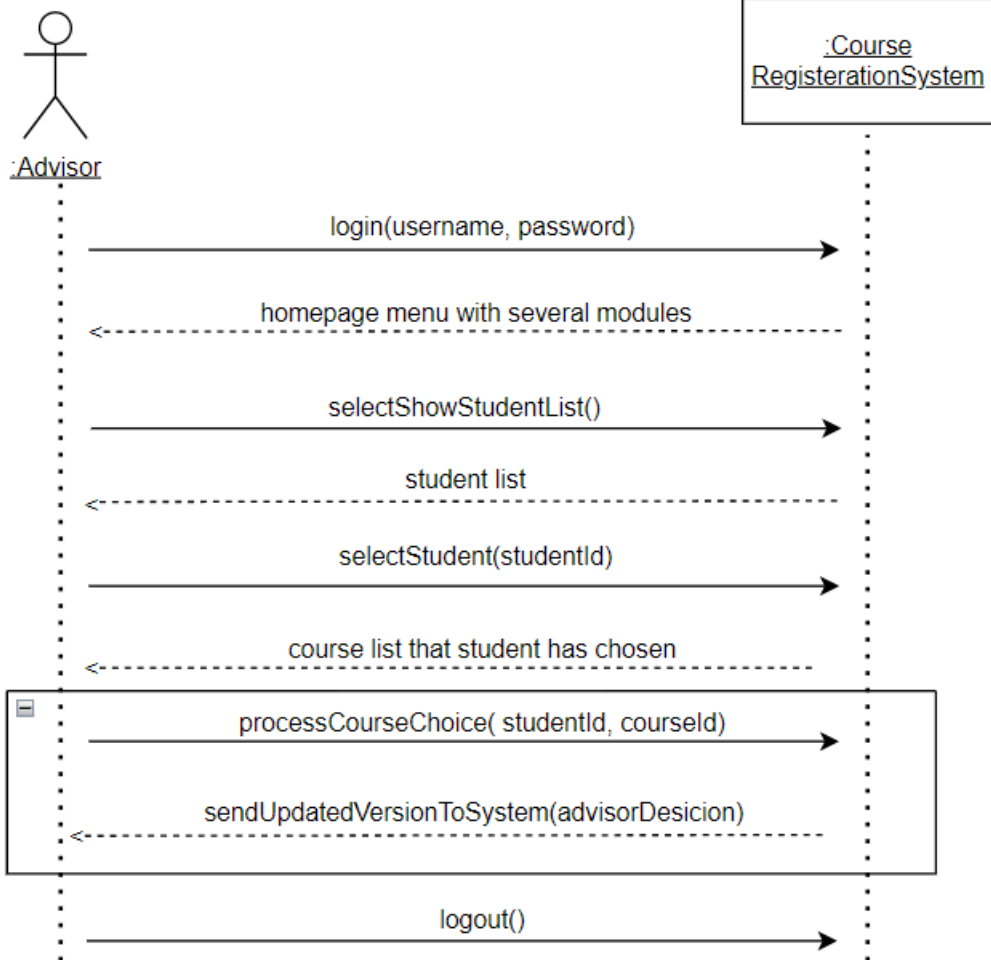 :Course
RegisterationSystem
:Advisor
login(username, password)
homepage menu with several modules
selectShowStudentList()
student list
selectStudent(studentId)
course list that student has chosen
processCourseChoice( studentId, courseId)
sendUpdatedVersionToSystem(advisorDesicion)
logout()